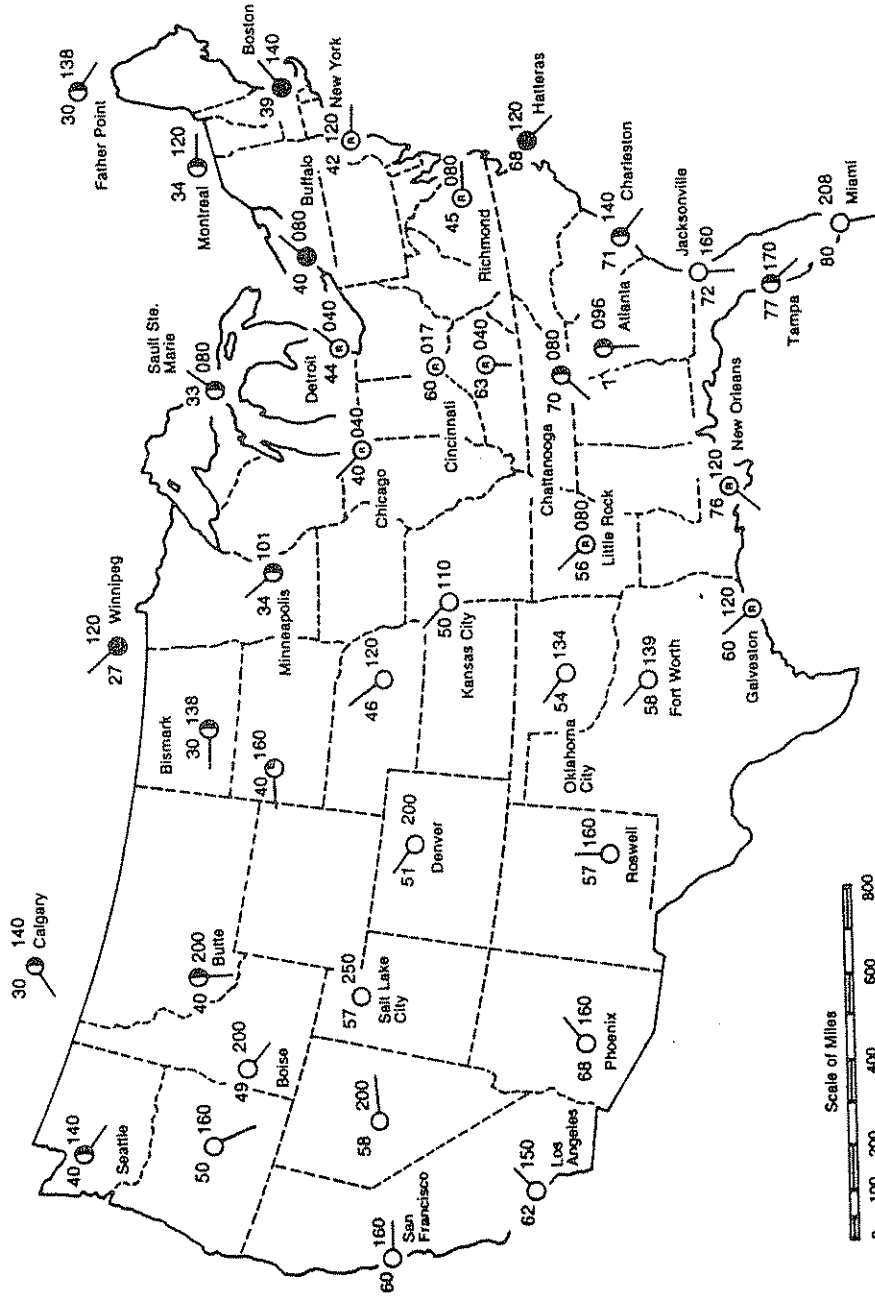 30 140
Calgary
120
27 Winnipeg
30 138
Father Point
40 140
Seattle
40 200
Butte
Bismark
30 138
Sault Ste.
Marie
33 080
34 120
Montreal
50 160
49 200
Boise
40 160
34 101
Minneapolis
40 080
Buffalo
Boston
39 140
57 250
Salt Lake
City
46 120
44 R 040
Detroit
42 R 120
New York
60 160
San
Francisco
58 200
51 200
Denver
50 110
Kansas City
40 R 040
Chicago
60 R 017
Cincinnati
63 R 040
45 R 080
Richmond
62 150
Los
Angeles
68 160
Phoenix
57 160
Roswell
54 134
Oklahoma
City
56 R 080
Little Rock
70 080
Chattanooga
096
Atlanta
68 120
Hatteras
71 140
Charleston
58 139
Fort Worth
60 R 120
Galveston
76 R 120
New Orleans
72 160
Jacksonville
77 170
Tampa
80 208
Miami
Scale of Miles
0 100 200 400 600 800